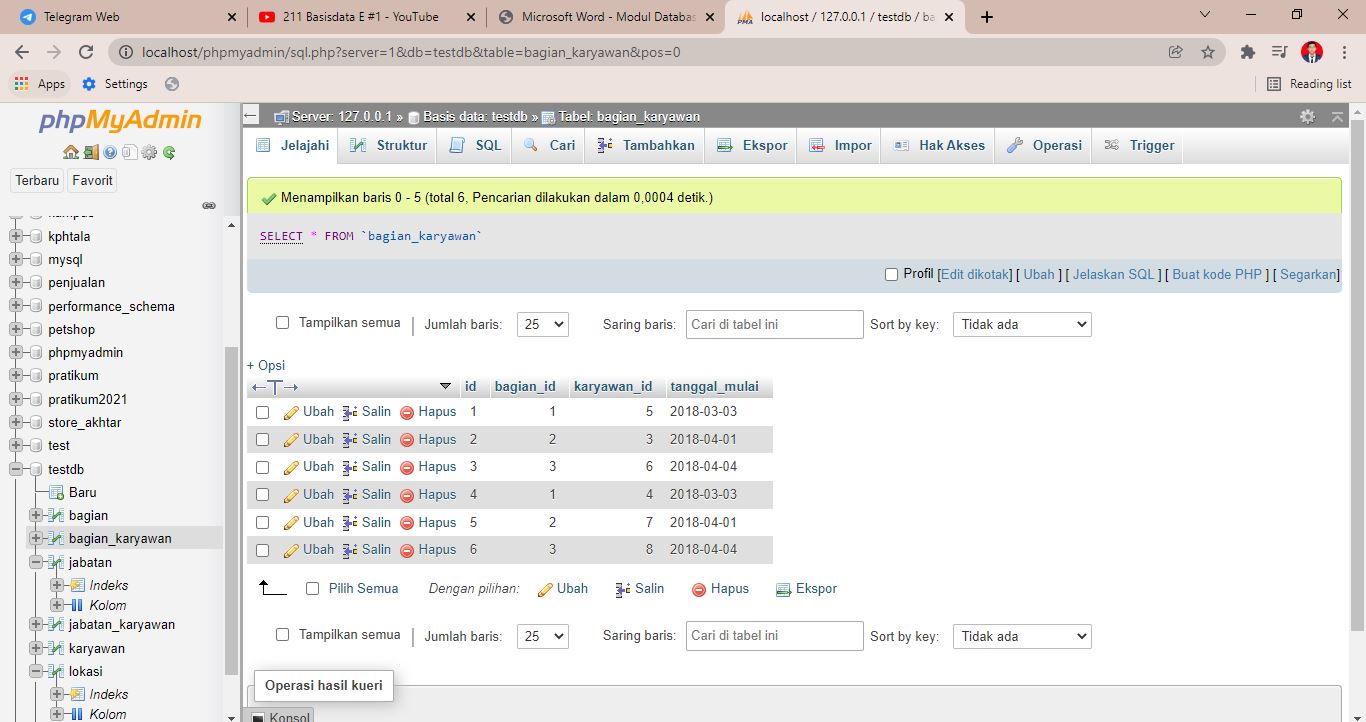 Telegram Web
211 Basisdata E #1 - YouTube
Microsoft Word - Modul Databas
localhost / 127.0.0.1 / testdb / ba
localhost/phpmyadmin/sql.php?server=1&db=testdb&table=bagian_karyawan&pos=0
Apps Settings Reading list
phpMyAdmin
Terbaru Favorit
kphtala
mysql
penjualan
performance_schema
petshop
phpmyadmin
pratikum
pratikum2021
store_akhtar
test
testdb
Baru
bagian
bagian_karyawan
jabatan
Indeks
Kolom
jabatan_karyawan
karyawan
lokasi
Indeks
Kolom
Server: 127.0.0.1 » Basis data: testdb » Tabel: bagian_karyawan
Jelajahi Struktur SQL Cari Tambahkan Ekspor Impor Hak Akses Operasi Trigger
Menampilkan baris 0 - 5 (total 6, Pencarian dilakukan dalam 0,0004 detik.)
SELECT * FROM `bagian_karyawan`
Profil [Edit dikotak] [ Ubah ] [ Jelaskan SQL ] [ Buat kode PHP ] [ Segarkan]
Tampilkan semua | Jumlah baris: 25 Saring baris: Cari di tabel ini Sort by key: Tidak ada
+ Opsi
←T→ id bagian_id karyawan_id tanggal_mulai
Ubah Salin Hapus 1 1 5 2018-03-03
Ubah Salin Hapus 2 2 3 2018-04-01
Ubah Salin Hapus 3 3 6 2018-04-04
Ubah Salin Hapus 4 1 4 2018-03-03
Ubah Salin Hapus 5 2 7 2018-04-01
Ubah Salin Hapus 6 3 8 2018-04-04
Pilih Semua Dengan pilihan: Ubah Salin Hapus Ekspor
Tampilkan semua | Jumlah baris: 25 Saring baris: Cari di tabel ini Sort by key: Tidak ada
Operasi hasil kueri
Konsol